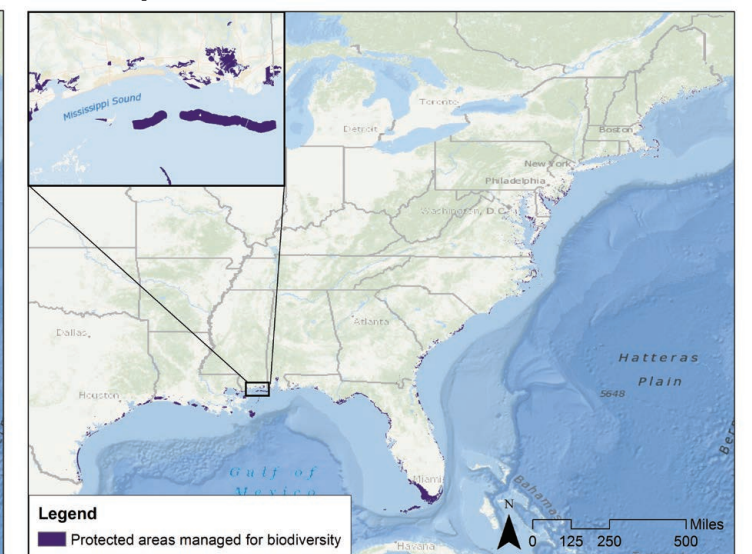 Mississippi Sound
Toronto
Detroit
Boston
New York
Philadelphia
Washington, D.C.
Atlanta
Dallas
Hatteras
Plain
5648
Houston
Gulf of
Mexico
Miami
Bahamas
Havana
Legend
Protected areas managed for biodiversity
N
Miles
0 125 250 500